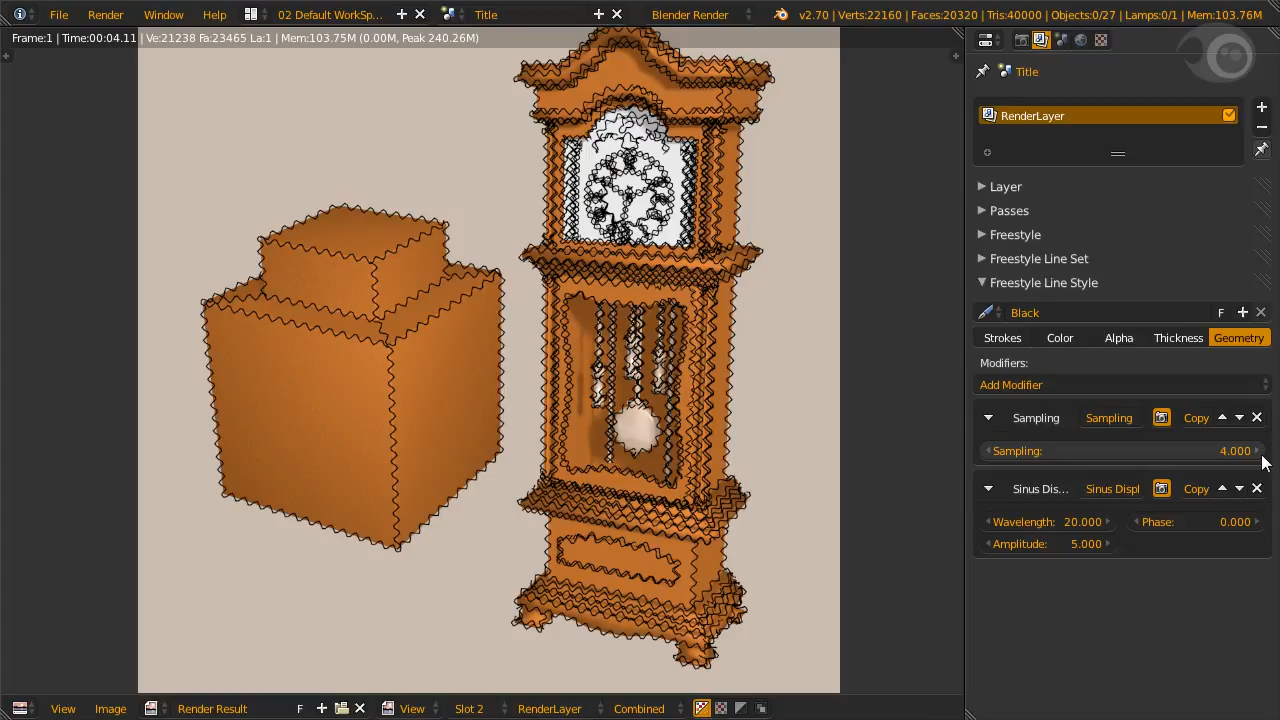 File Render Window Help 02 Default WorkSp... Title Blender Render v2.70 | Verts:22160 | Faces:20320 | Tris:40000 | Objects:0/27 | Lamps:0/1 | Mem:103.76M
Frame:1 | Time:00:04.11 | Ve:21238 Fa:23465 La:1 | Mem:103.75M (0.00M, Peak 240.26M)
Title
RenderLayer
Layer
Passes
Freestyle
Freestyle Line Set
Freestyle Line Style
Black F
Strokes Color Alpha Thickness Geometry
Modifiers:
Add Modifier
Sampling Sampling Copy
Sampling: 4.000
Sinus Dis... Sinus Displ Copy
Wavelength: 20.000 Phase: 0.000
Amplitude: 5.000
View Image Render Result F View Slot 2 RenderLayer Combined